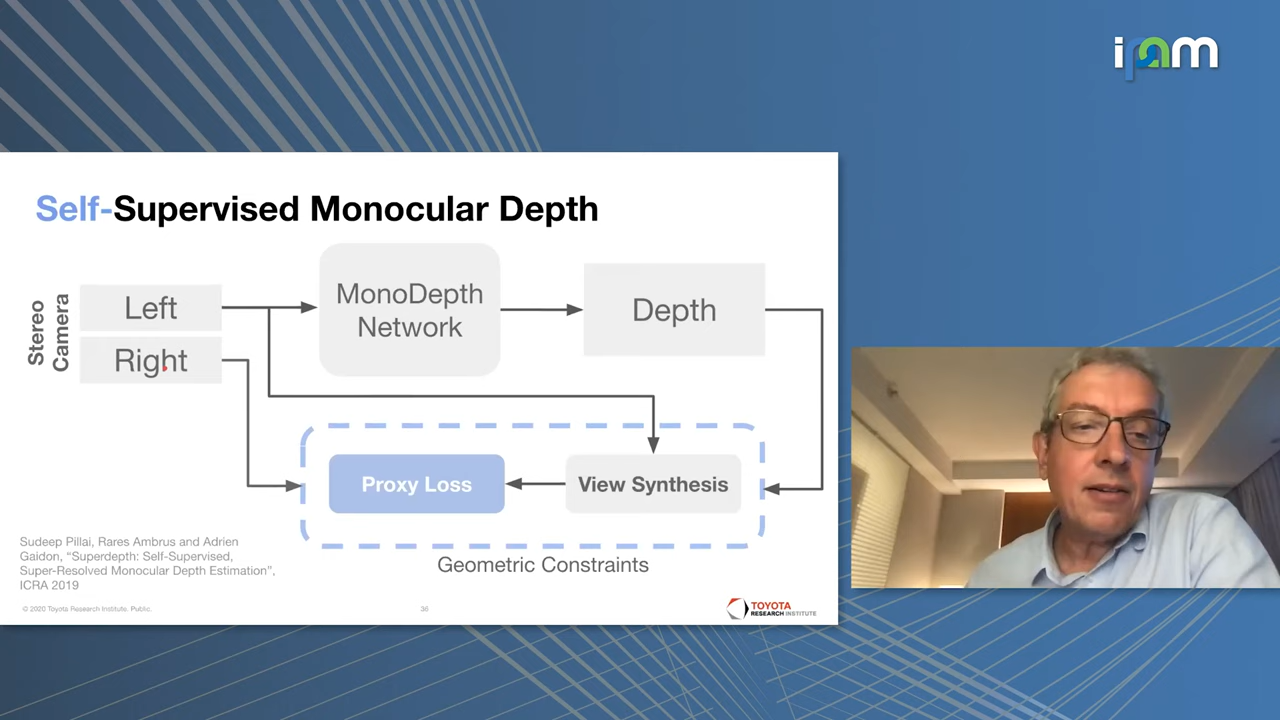 ipam
Self-Supervised Monocular Depth
Stereo
Camera
Left
Right
MonoDepth
Network
Depth
Proxy Loss
View Synthesis
Geometric Constraints
Sudeep Pillai, Rares Ambrus and Adrien
Gaidon, “Superdepth: Self-Supervised,
Super-Resolved Monocular Depth Estimation”,
ICRA 2019
© 2020 Toyota Research Institute. Public.
36
TOYOTA
RESEARCH INSTITUTE